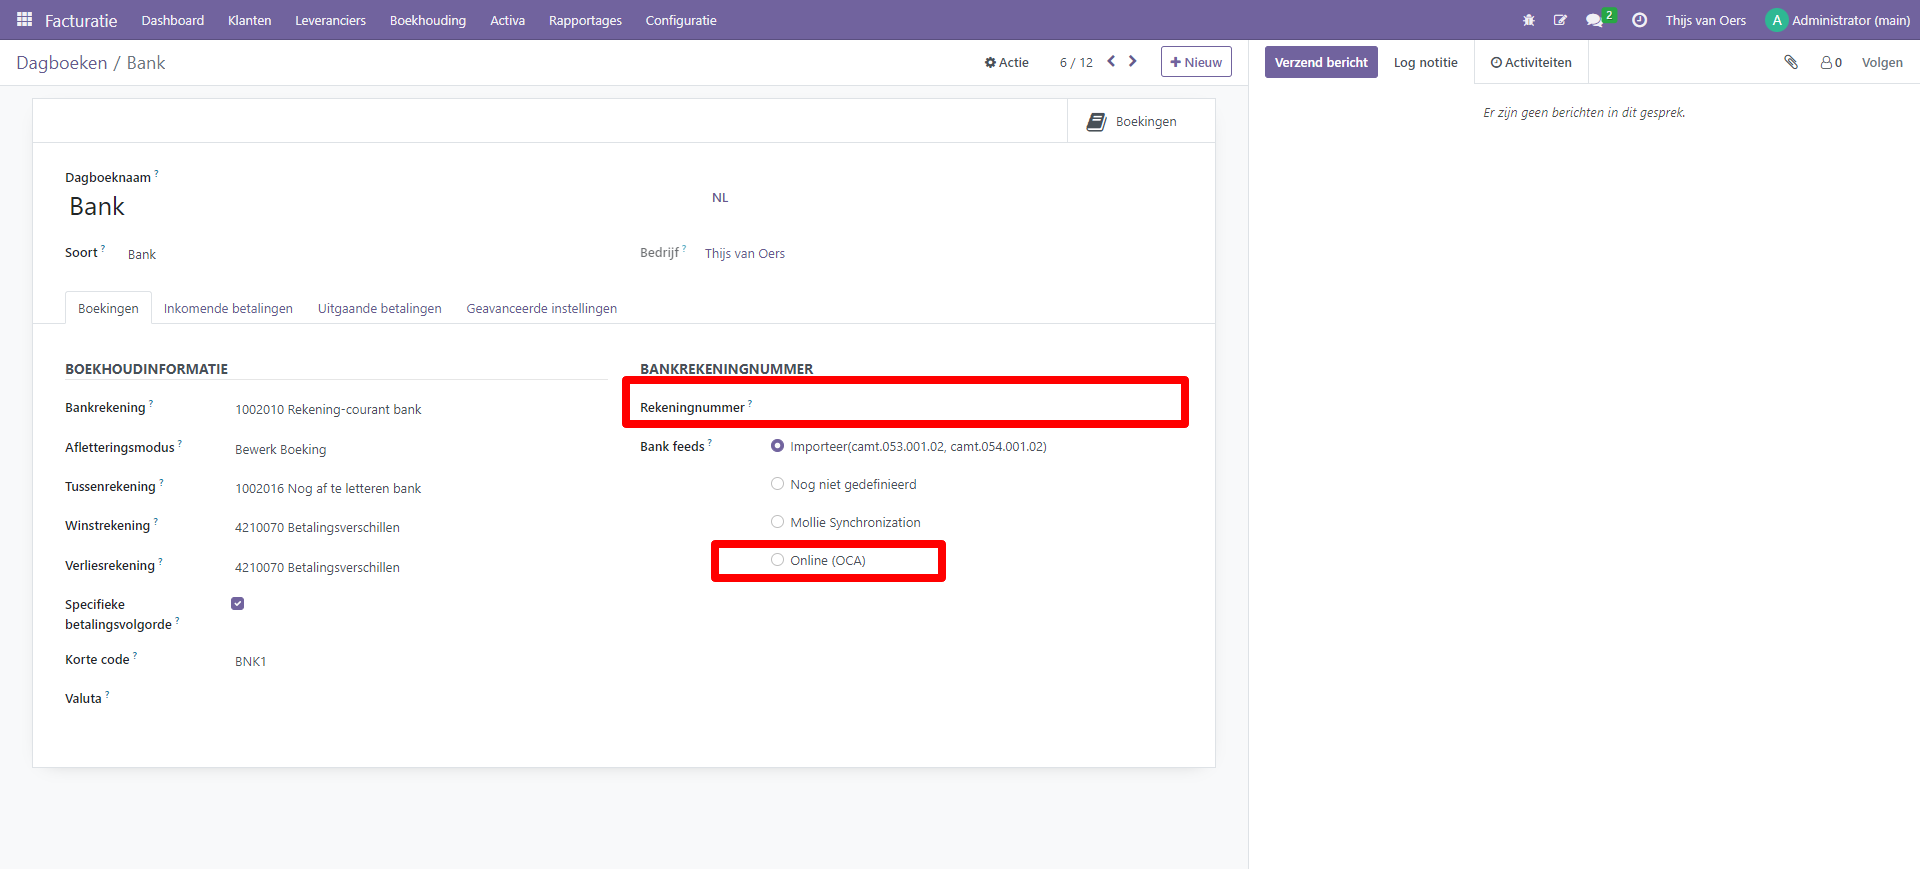 Facturatie Dashboard Klanten Leveranciers Boekhouding Activa Rapportages Configuratie 2 Thijs van Oers A Administrator (main)
Dagboeken / Bank Actie 6 / 12 Nieuw Verzend bericht Log notitie Activiteiten 0 Volgen
Er zijn geen berichten in dit gesprek.
Boekingen
Dagboeknaam ?
Bank NL
Soort ? Bank Bedrijf ? Thijs van Oers
Boekingen Inkomende betalingen Uitgaande betalingen Geavanceerde instellingen
BOEKHOUDINFORMATIE BANKREKENINGNUMMER
Bankrekening ? 1002010 Rekening-courant bank Rekeningnummer ?
Afletteringsmodus ? Bewerk Boeking Bank feeds ? Importeer(camt.053.001.02, camt.054.001.02)
Tussenrekening ? 1002016 Nog af te letteren bank Nog niet gedefinieerd
Winstrekening ? 4210070 Betalingsverschillen Mollie Synchronization
Verliesrekening ? 4210070 Betalingsverschillen Online (OCA)
Specifieke
betalingsvolgorde ?
Korte code ? BNK1
Valuta ?